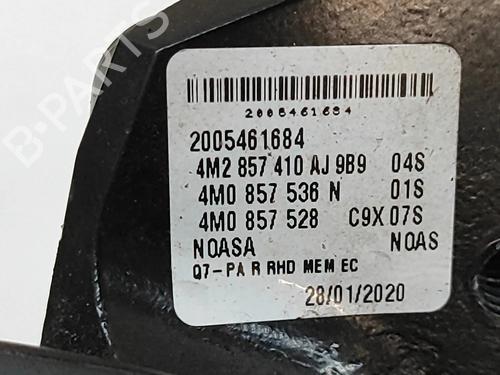 B-PARTS
2005461684
2005461684
4M2 857 410 AJ 9B9 04S
4M0 857 536 N 01S
4M0 857 528 C9X 07S
NOASA NOAS
Q7-PA R RHD MEM EC
28/01/2020